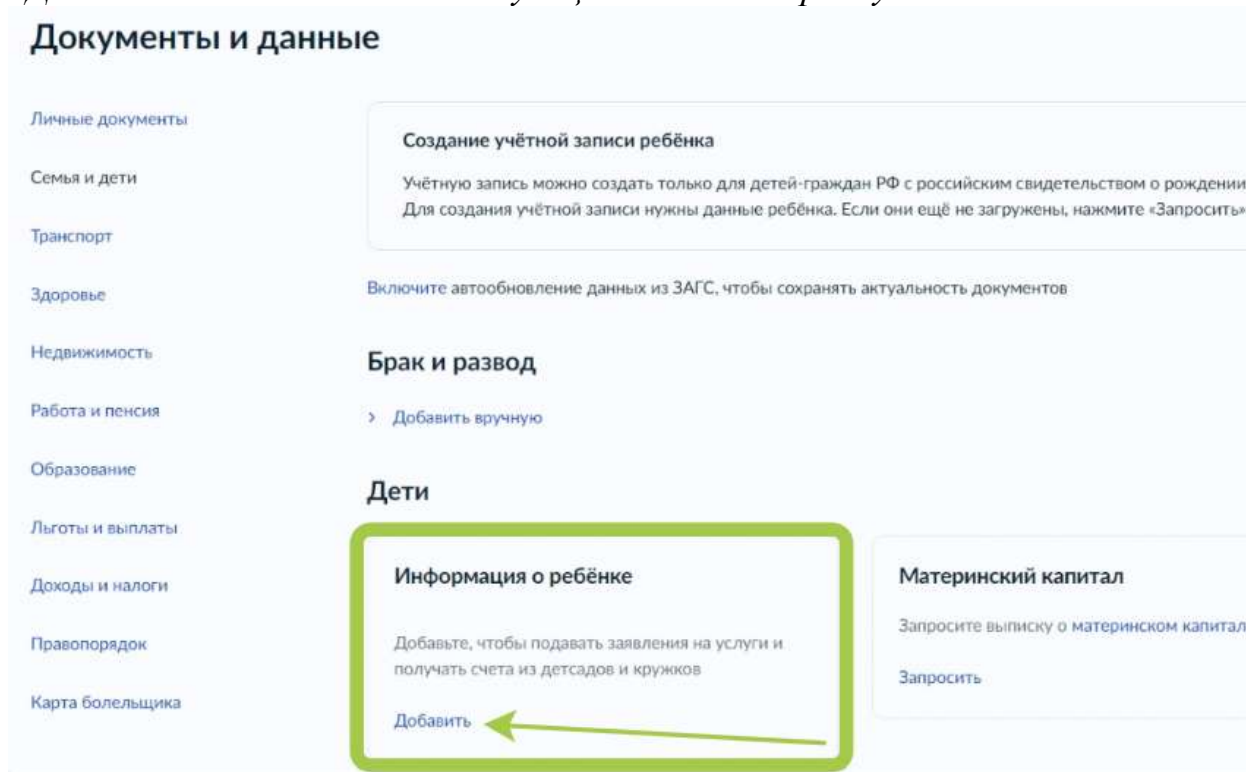 Документы и данные
Личные документы
Семья и дети
Транспорт
Здоровье
Недвижимость
Работа и пенсия
Образование
Льготы и выплаты
Доходы и налоги
Правопорядок
Карта болельщика
Создание учётной записи ребёнка
Учётную запись можно создать только для детей-граждан РФ с российским свидетельством о рождении
Для создания учётной записи нужны данные ребёнка. Если они ещё не загружены, нажмите «Запросить»
Включите автообновление данных из ЗАГС, чтобы сохранять актуальность документов
Брак и развод
Добавить вручную
Дети
Информация о ребёнке
Добавьте, чтобы подавать заявления на услуги и
получать счета из детсадов и кружков
Добавить
Материнский капитал
Запросите выписку о материнском капитал
Запросить